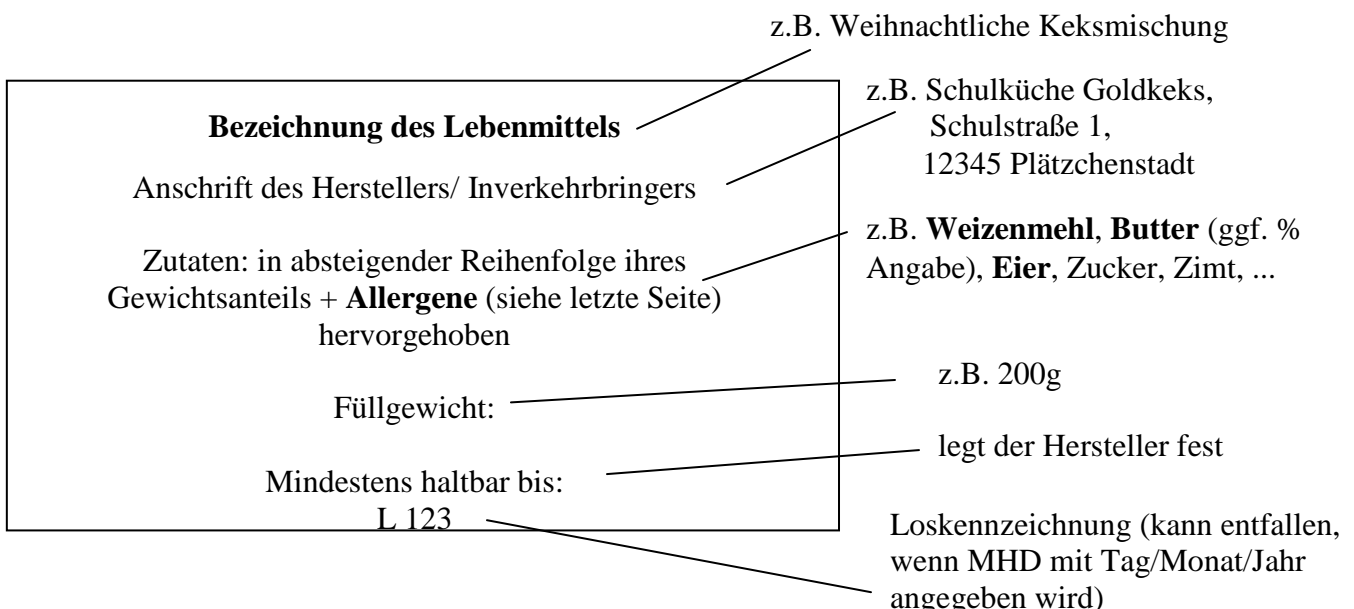 z.B. Weihnachtliche Keksmischung
Bezeichnung des Lebenmittels
z.B. Schulküche Goldkeks,
Schulstraße 1,
12345 Plätzchenstadt
Anschrift des Herstellers/ Inverkehrbringers
z.B. Weizenmehl, Butter (ggf. %
Angabe), Eier, Zucker, Zimt, ...
Zutaten: in absteigender Reihenfolge ihres
Gewichtsanteils + Allergene (siehe letzte Seite)
hervorgehoben
z.B. 200g
Füllgewicht:
legt der Hersteller fest
Mindestens haltbar bis:
L 123
Loskennzeichnung (kann entfallen,
wenn MHD mit Tag/Monat/Jahr
angegeben wird)